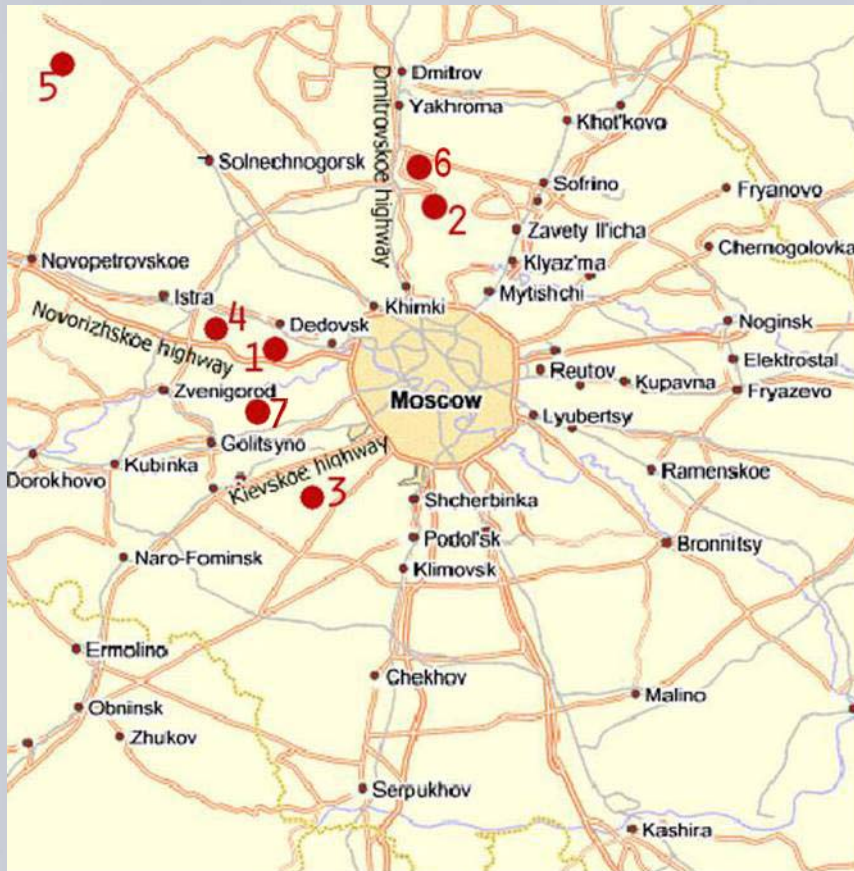 5
Dmitrov
Yakhroma
Khot'kovo
Dmitrovskoe highway
Solnechnogorsk
6
Sofrino
Fryanovo
2
Zavety Il'icha
Chernogolovka
Novopetrovskoe
Klyaz'ma
Istra
Mytishchi
Khimki
4
Dedovsk
Noginsk
Novorizhskoe highway
1
Elektrostal
Reutov
Kupavna
Fryazevo
Zvenigorod
Moscow
7
Lyubertsy
Golitsyno
Dorokhovo
Kubinka
Kievskoe highway
Ramenskoe
3
Shcherbinka
Podol'sk
Bronnitsy
Naro-Fominsk
Klimovsk
Ermolino
Chekhov
Malino
Obninsk
Zhukov
Serpukhov
Kashira